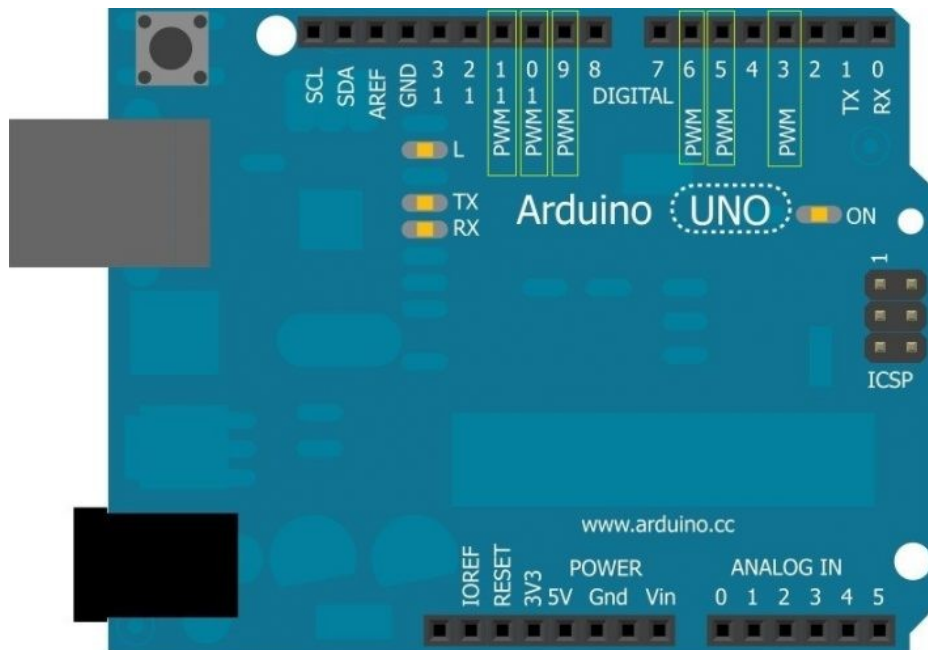 SCL SDA AREF GND 13 12 11 10 9 8 7 6 5 4 3 2 1 0
PWM PWM PWM DIGITAL PWM PWM PWM TX RX
L
TX
RX
Arduino UNO ON
1
ICSP
www.arduino.cc
POWER ANALOG IN
IOREF RESET 3V3 5V Gnd Vin 0 1 2 3 4 5